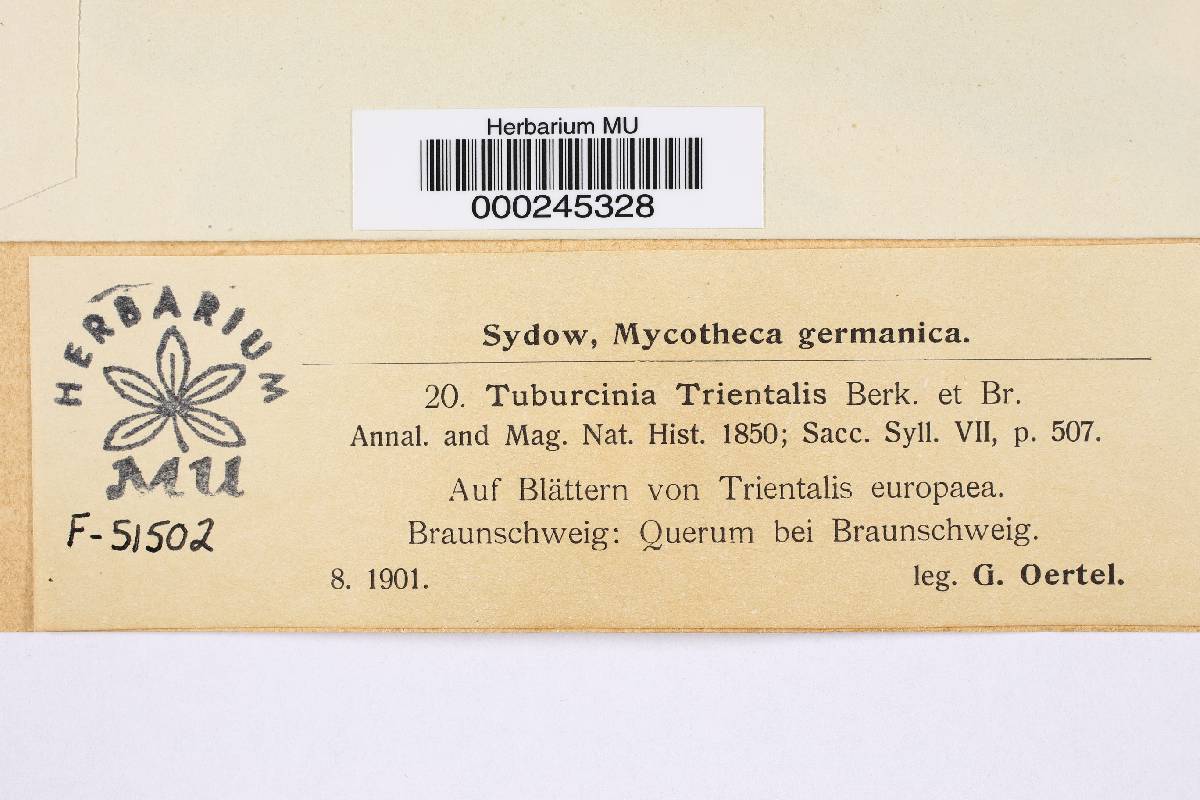 Herbarium MU
000245328
HERBARIUM
MU
F-51502
Sydow, Mycotheca germanica.
20. Tuburcinia Trientalis Berk. et Br.
Annal. and Mag. Nat. Hist. 1850; Sacc. Syll. VII, p. 507.
Auf Blättern von Trientalis europaea.
Braunschweig: Querum bei Braunschweig.
8. 1901. leg. G. Oertel.